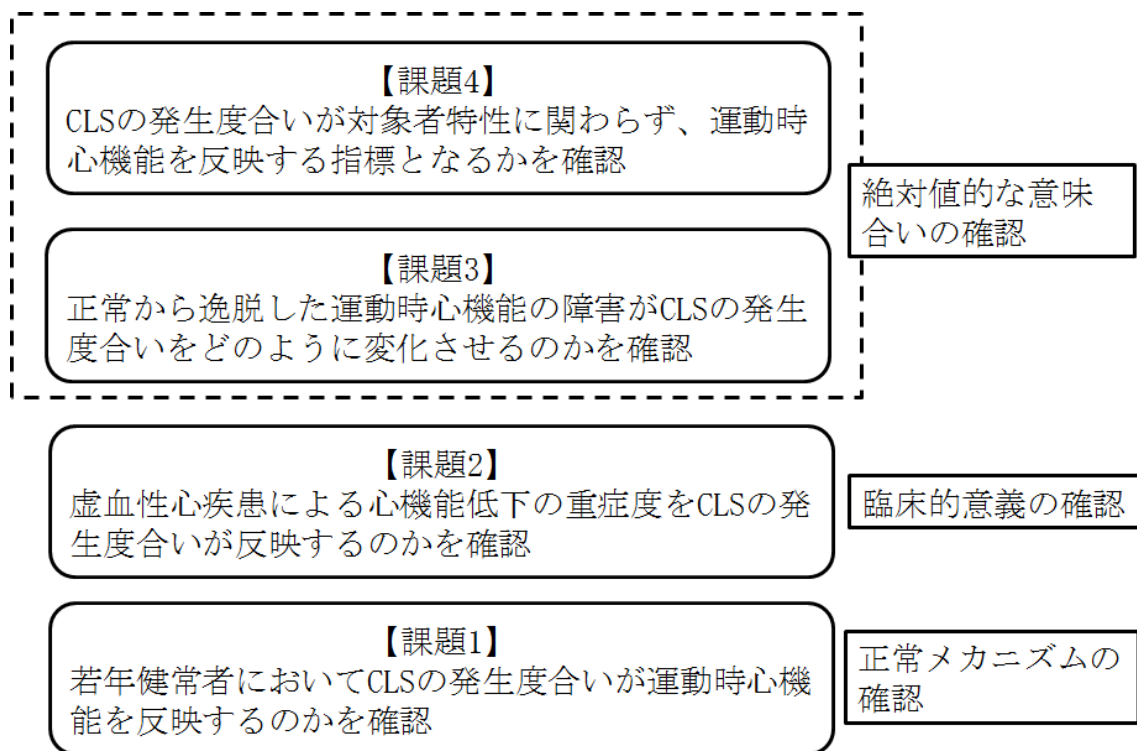 【課題4】
CLSの発生度合いが対象者特性に関わらず、運動時
心機能を反映する指標となるかを確認
絶対値的な意味
合いの確認
【課題3】
正常から逸脱した運動時心機能の障害がCLSの発生
度合いをどのように変化させるのかを確認
【課題2】
虚血性心疾患による心機能低下の重症度をCLSの発
生度合いが反映するのかを確認
臨床的意義の確認
【課題1】
若年健常者においてCLSの発生度合いが運動時心機
能を反映するのかを確認
正常メカニズムの
確認